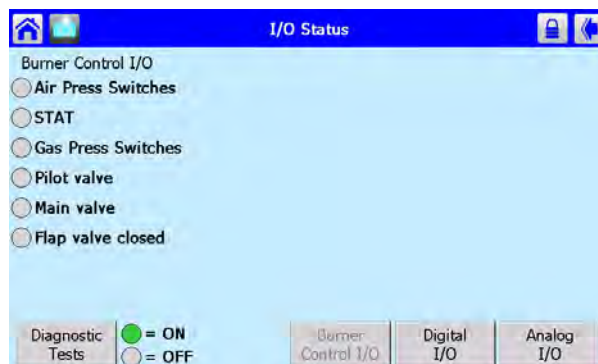 I/O Status
Burner Control I/O
Air Press Switches
STAT
Gas Press Switches
Pilot valve
Main valve
Flap valve closed
Diagnostic
Tests
= ON
= OFF
Burner
Control I/O
Digital
I/O
Analog
I/O